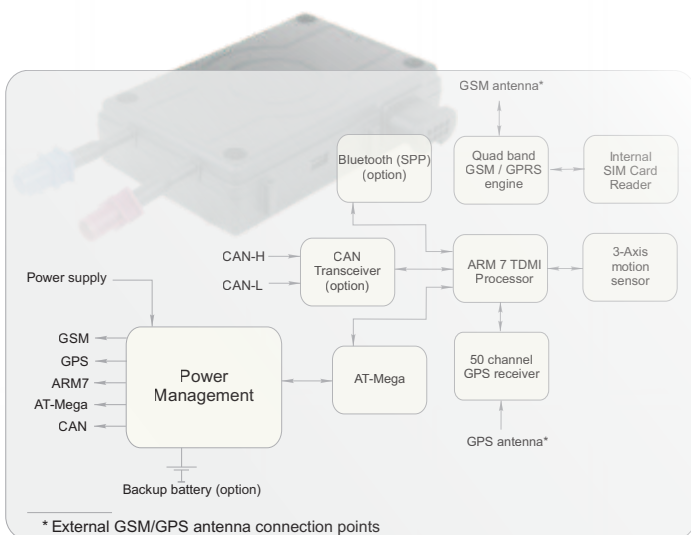 GSM antenna*
Bluetooth (SPP)
(option)
Quad band
GSM / GPRS
engine
Internal
SIM Card
Reader
CAN-H
CAN-L
CAN
Transceiver
(option)
ARM 7 TDMI
Processor
3-Axis
motion
sensor
Power supply
GSM
GPS
ARM7
AT-Mega
CAN
Power
Management
AT-Mega
50 channel
GPS receiver
GPS antenna*
Backup battery (option)
* External GSM/GPS antenna connection points